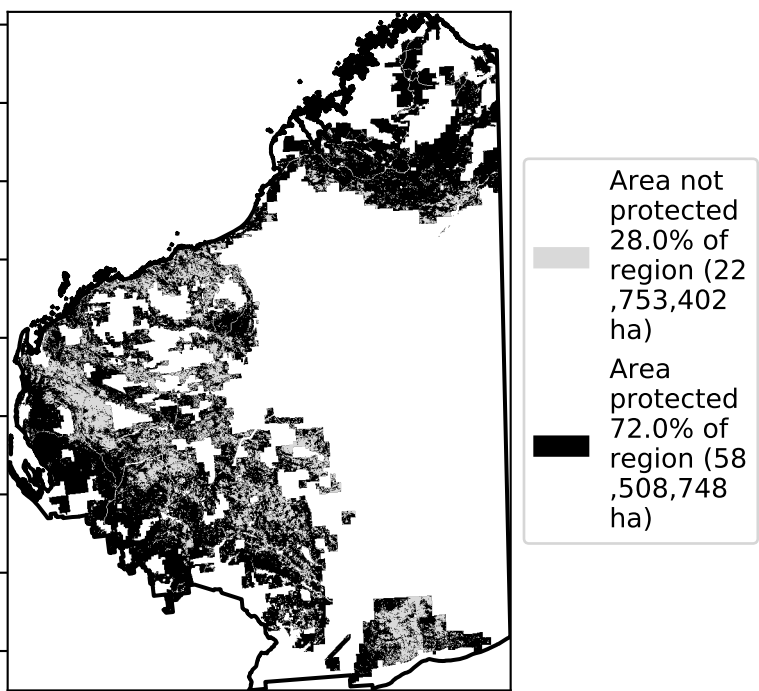 Area not
protected
28.0% of
region (22
,753,402
ha)
Area
protected
72.0% of
region (58
,508,748
ha)